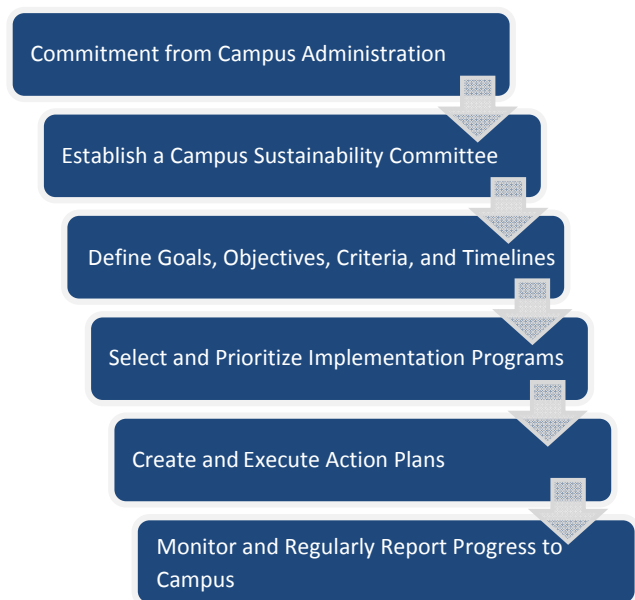 Commitment from Campus Administration
Establish a Campus Sustainability Committee
Define Goals, Objectives, Criteria, and Timelines
Select and Prioritize Implementation Programs
Create and Execute Action Plans
Monitor and Regularly Report Progress to
Campus